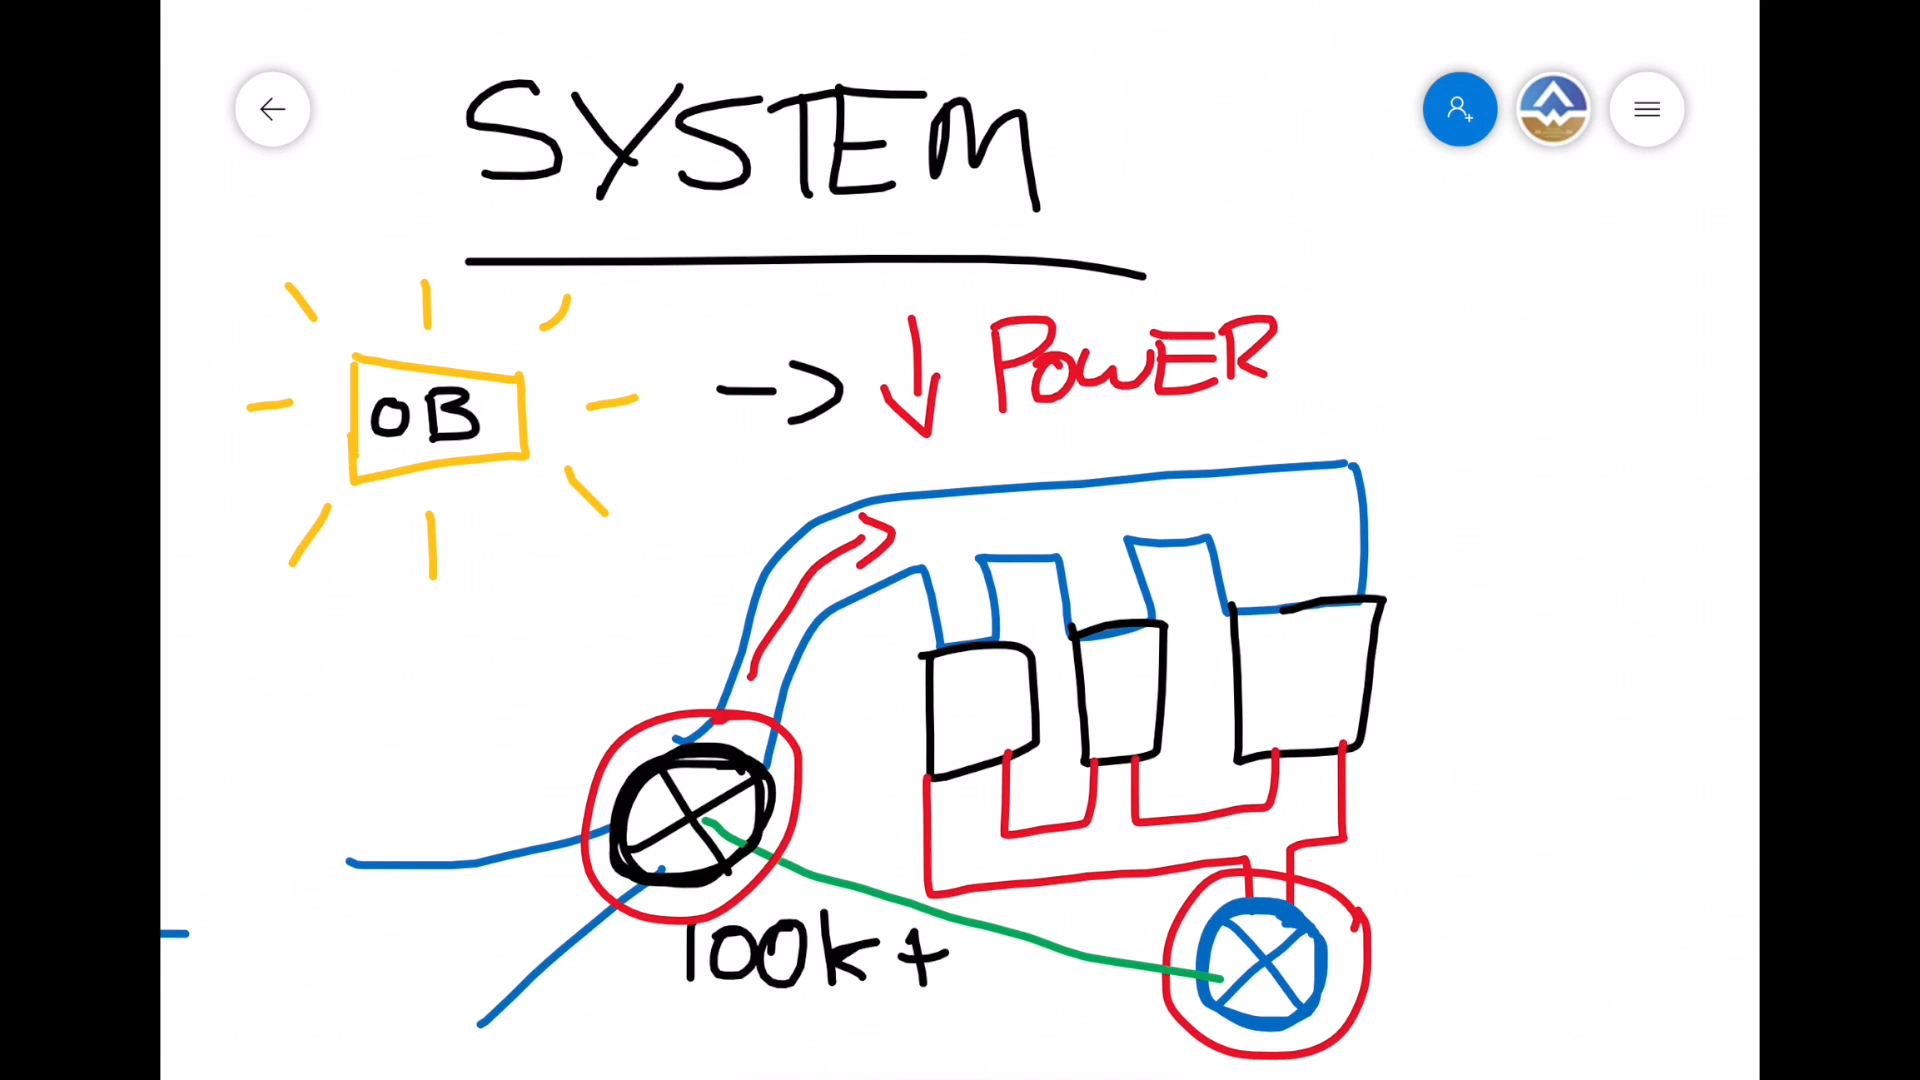 SYSTEM
OB -> ↓ POWER
100k+